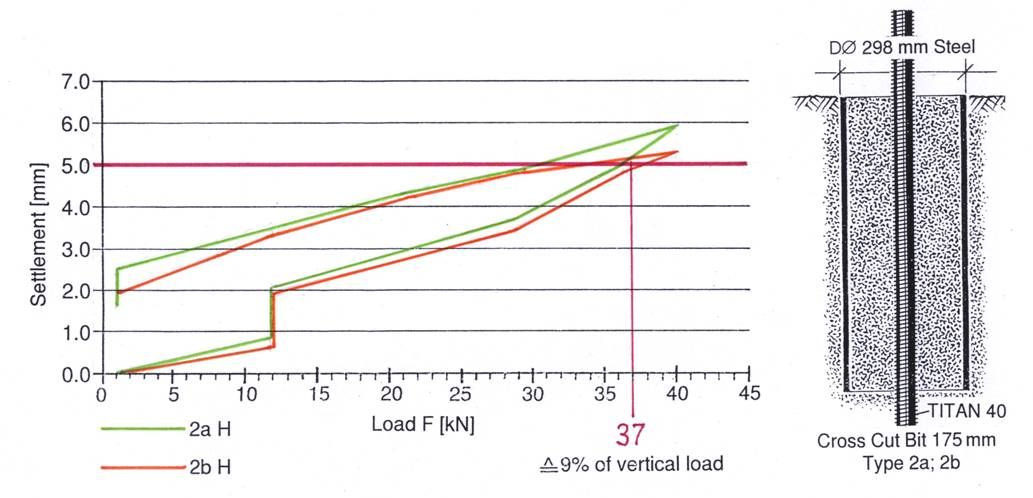 7.0
6.0
5.0
4.0
3.0
2.0
1.0
0.0
Settlement [mm]
0 5 10 15 20 25 30 35 40 45
Load F [kN]
2a H
2b H
37
≙9% of vertical load
DØ 298 mm Steel
TITAN 40
Cross Cut Bit 175 mm
Type 2a; 2b